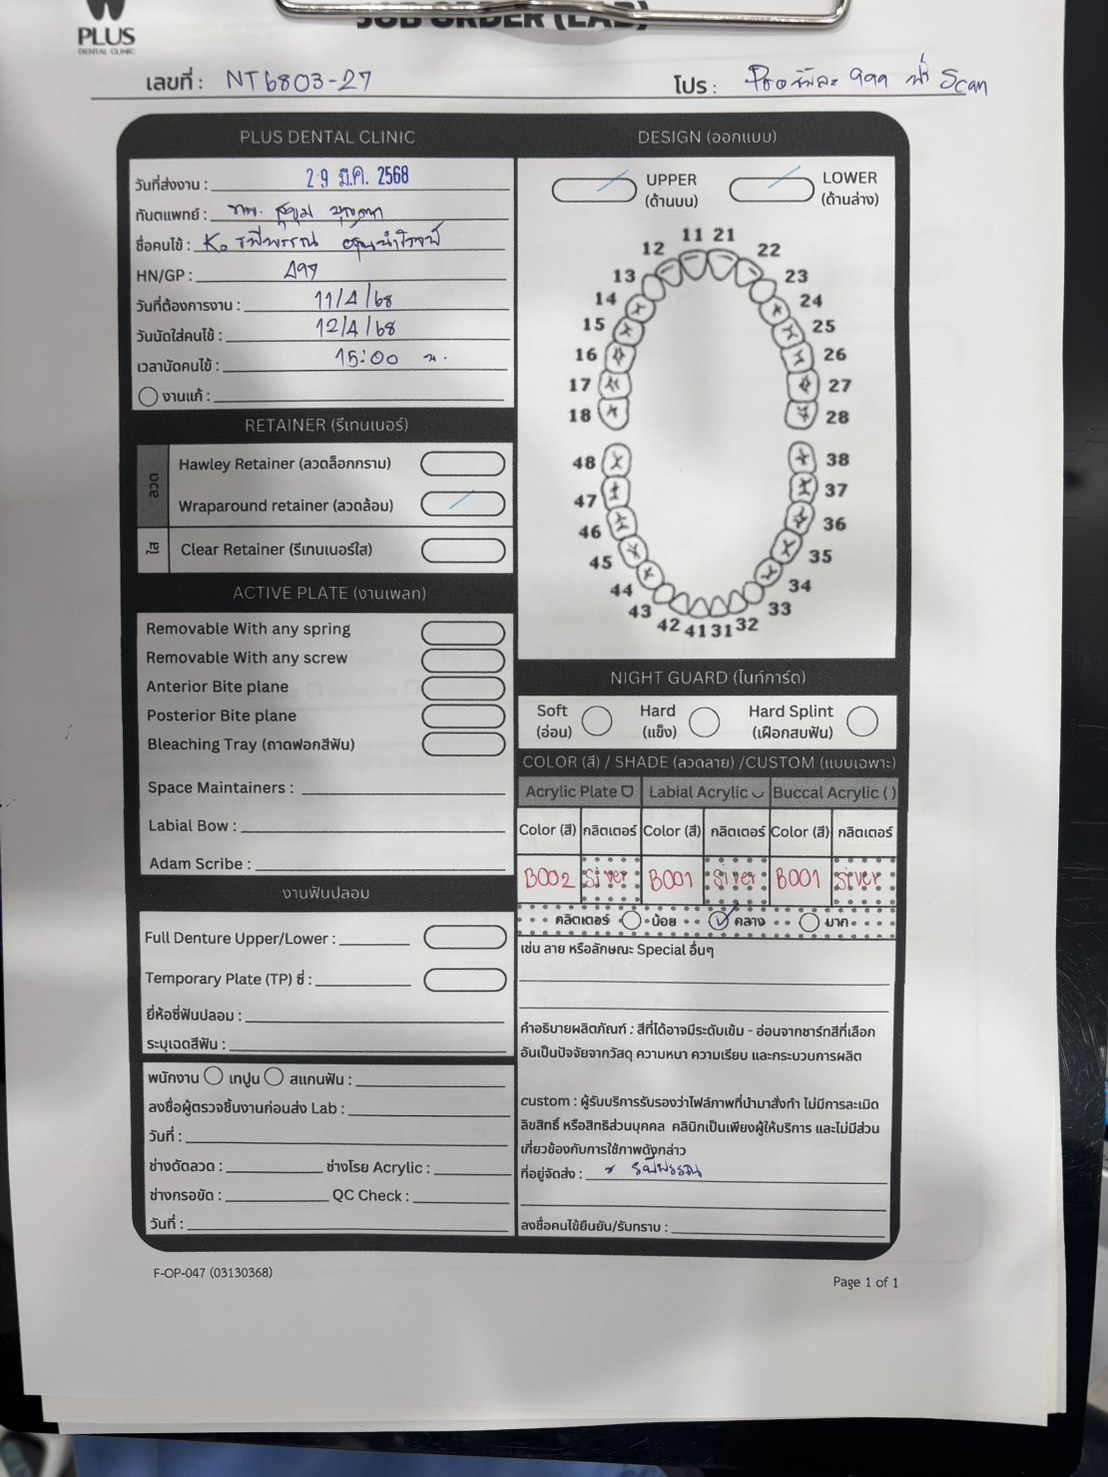 PLUS
DENTAL CLINIC
JOB ORDER (LAB)
เลขที่ : NT6803-27
โปร : 999 Scan
PLUS DENTAL CLINIC
วันที่ส่งงาน : 29 มี.ค. 2568
ทันตแพทย์ : ทพ.
ชื่อคนไข้ : K.
HN/GP :
วันที่ต้องการงาน : 11/4/68
วันนัดใส่คนไข้ : 12/4/68
เวลานัดคนไข้ : 15:00 น.
งานแก้ :
RETAINER (รีเทนเนอร์)
ลวด
Hawley Retainer (ลวดล็อกกราม)
Wraparound retainer (ลวดล้อม)
ใส
Clear Retainer (รีเทนเนอร์ใส)
ACTIVE PLATE (งานเพลท)
Removable With any spring
Removable With any screw
Anterior Bite plane
Posterior Bite plane
Bleaching Tray (ถาดฟอกสีฟัน)
Space Maintainers :
Labial Bow :
Adam Scribe :
งานฟันปลอม
Full Denture Upper/Lower :
Temporary Plate (TP) ซี่ :
ยี่ห้อซี่ฟันปลอม :
ระบุเฉดสีฟัน :
พนักงาน เทปูน สแกนฟัน :
ลงชื่อผู้ตรวจชิ้นงานก่อนส่ง Lab :
วันที่ :
ช่างดัดลวด : ช่างโรย Acrylic :
ช่างกรอขัด : QC Check :
วันที่ :
DESIGN (ออกแบบ)
UPPER
(ด้านบน)
LOWER
(ด้านล่าง)
11 21
12 22
13 23
14 24
15 25
16 26
17 27
18 28
48 38
47 37
46 36
45 35
44 34
43 33
42 41 31 32
NIGHT GUARD (ไนท์การ์ด)
Soft
(อ่อน)
Hard
(แข็ง)
Hard Splint
(เฝือกสบฟัน)
COLOR (สี) / SHADE (ลวดลาย) /CUSTOM (แบบเฉพาะ)
Acrylic Plate Labial Acrylic Buccal Acrylic ( )
Color (สี) กลิตเตอร์ Color (สี) กลิตเตอร์ Color (สี) กลิตเตอร์
B002 Silver B001 Silver B001 Silver
กลิตเตอร์ น้อย กลาง มาก
เช่น ลาย หรือลักษณะ Special อื่นๆ
คำอธิบายผลิตภัณฑ์ : สีที่ได้อาจมีระดับเข้ม - อ่อนจากชาร์ทสีที่เลือก
อันเป็นปัจจัยจากวัสดุ ความหนา ความเรียบ และกระบวนการผลิต
custom : ผู้รับบริการรับรองว่าไฟล์ภาพที่นำมาสั่งทำ ไม่มีการละเมิด
ลิขสิทธิ์ หรือสิทธิส่วนบุคคล คลินิกเป็นเพียงผู้ให้บริการ และไม่มีส่วน
เกี่ยวข้องกับการใช้ภาพดังกล่าว
ที่อยู่จัดส่ง : รพีพรรณ
ลงชื่อคนไข้ยืนยัน/รับทราบ :
F-OP-047 (03130368)
Page 1 of 1